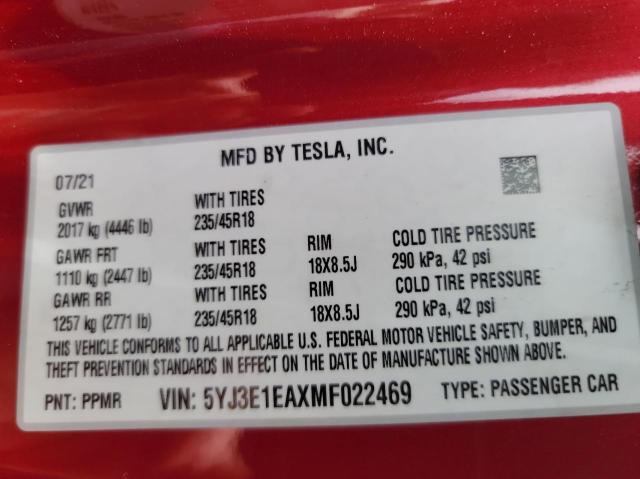 MFD BY TESLA, INC.
07/21
GVWR WITH TIRES
2017 kg (4446 lb) 235/45R18
GAWR FRT WITH TIRES RIM COLD TIRE PRESSURE
1110 kg (2447 lb) 235/45R18 18X8.5J 290 kPa, 42 psi
GAWR RR WITH TIRES RIM COLD TIRE PRESSURE
1257 kg (2771 lb) 235/45R18 18X8.5J 290 kPa, 42 psi
THIS VEHICLE CONFORMS TO ALL APPLICABLE U.S. FEDERAL MOTOR VEHICLE SAFETY, BUMPER, AND
THEFT PREVENTION STANDARDS IN EFFECT ON THE DATE OF MANUFACTURE SHOWN ABOVE.
PNT: PPMR VIN: 5YJ3E1EAXMF022469 TYPE: PASSENGER CAR